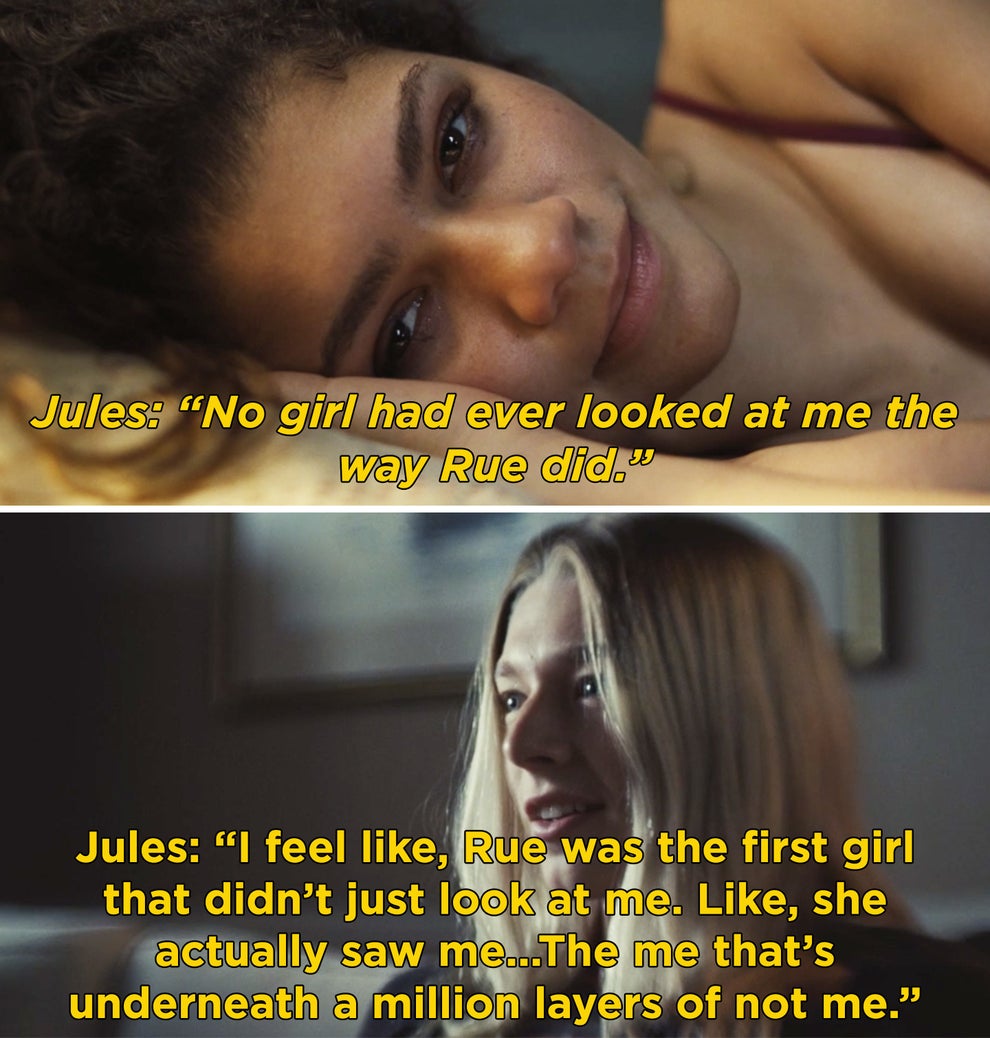 Jules: “No girl had ever looked at me the
way Rue did.”
Jules: “I feel like, Rue was the first girl
that didn’t just look at me. Like, she
actually saw me...The me that’s
underneath a million layers of not me.”